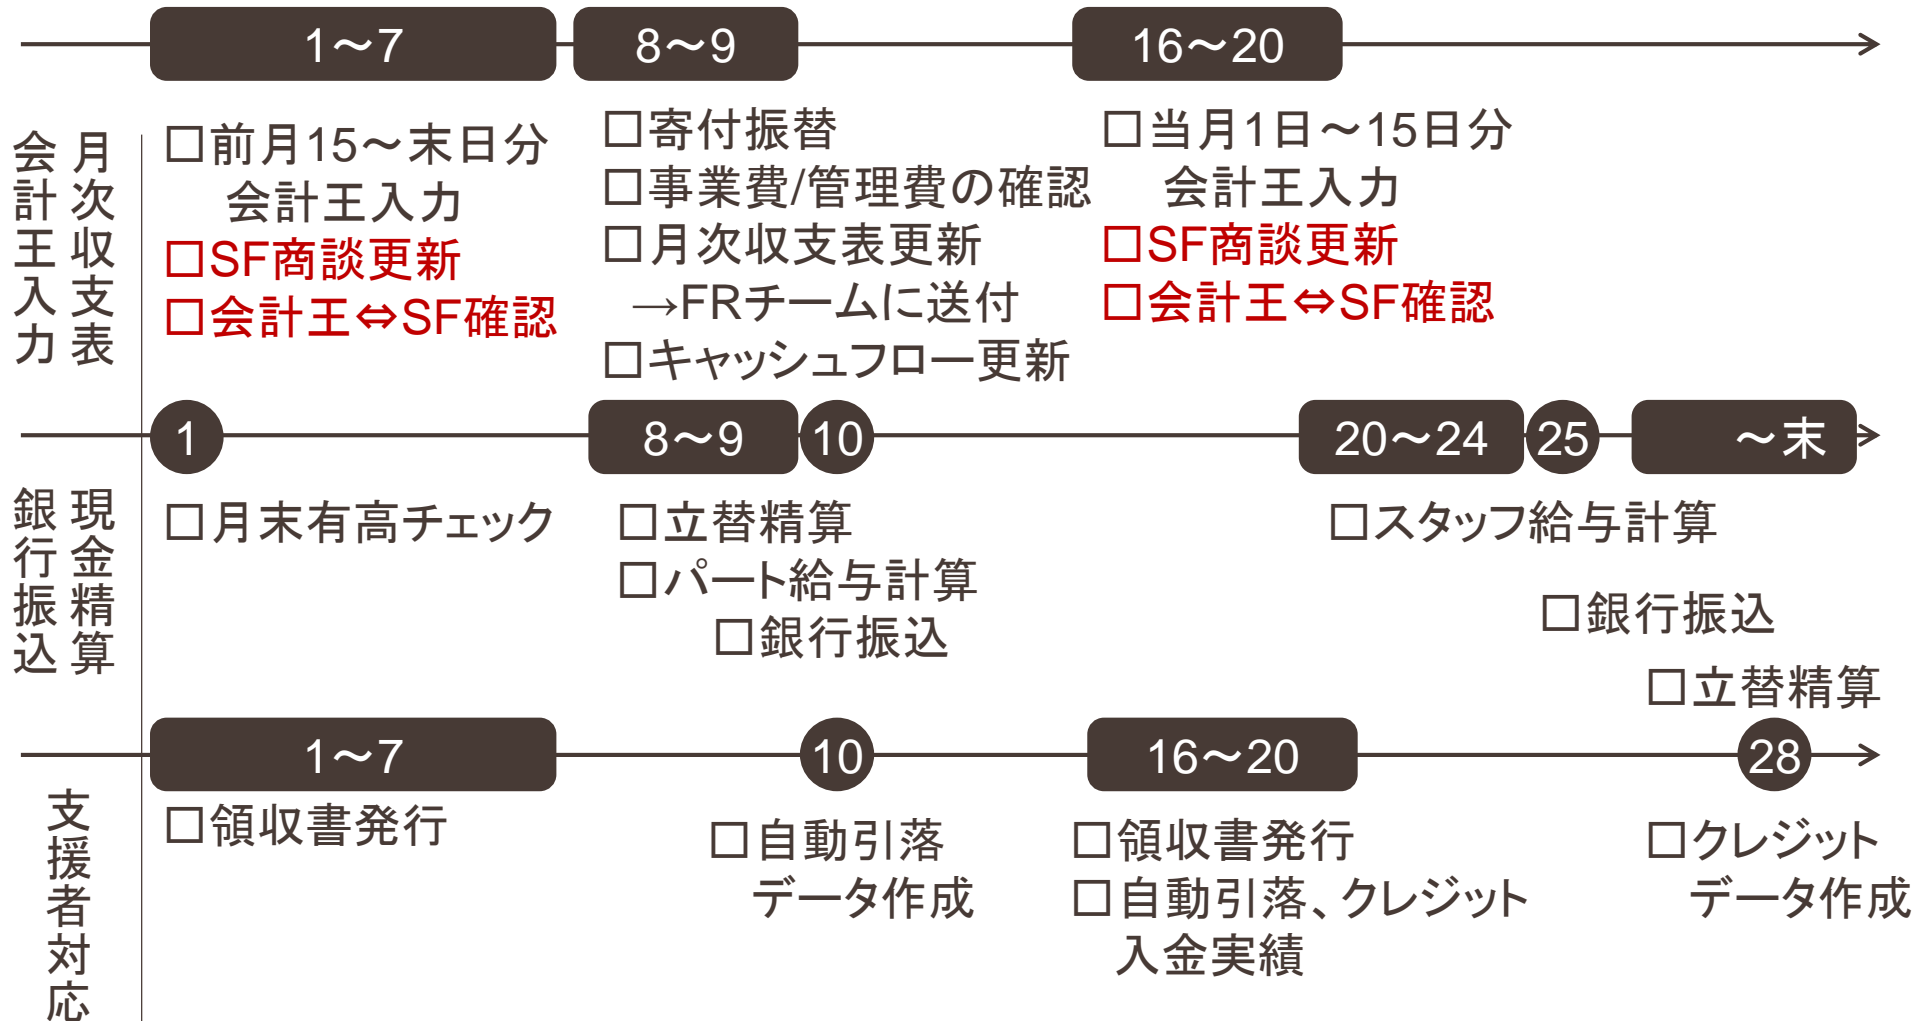 1～7
8～9
16～20
月次収支表
会計王入力
□前月15～末日分
会計王入力
□SF商談更新
□会計王⇔SF確認
□寄付振替
□事業費/管理費の確認
□月次収支表更新
→FRチームに送付
□キャッシュフロー更新
□当月1日～15日分
会計王入力
□SF商談更新
□会計王⇔SF確認
1
8～9
10
20～24
25
～末
現金精算
銀行振込
□月末有高チェック
□立替精算
□パート給与計算
□銀行振込
□スタッフ給与計算
□銀行振込
□立替精算
1～7
10
16～20
28
支援者対応
□領収書発行
□自動引落
データ作成
□領収書発行
□自動引落、クレジット
入金実績
□クレジット
データ作成